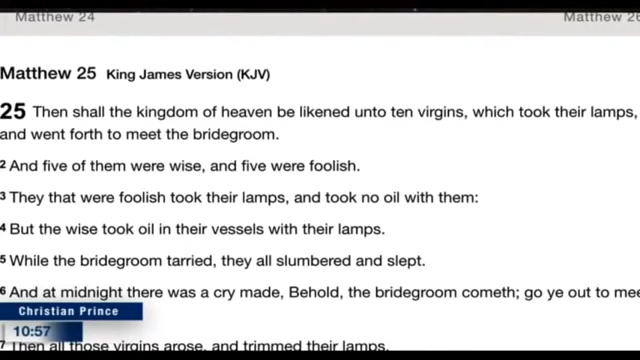 Matthew 24 Matthew 26
Matthew 25 King James Version (KJV)
25 Then shall the kingdom of heaven be likened unto ten virgins, which took their lamps,
and went forth to meet the bridegroom.
2 And five of them were wise, and five were foolish.
3 They that were foolish took their lamps, and took no oil with them:
4 But the wise took oil in their vessels with their lamps.
5 While the bridegroom tarried, they all slumbered and slept.
6 And at midnight there was a cry made, Behold, the bridegroom cometh; go ye out to mee
Christian Prince
10:57
7 Then all those virgins arose, and trimmed their lamps.